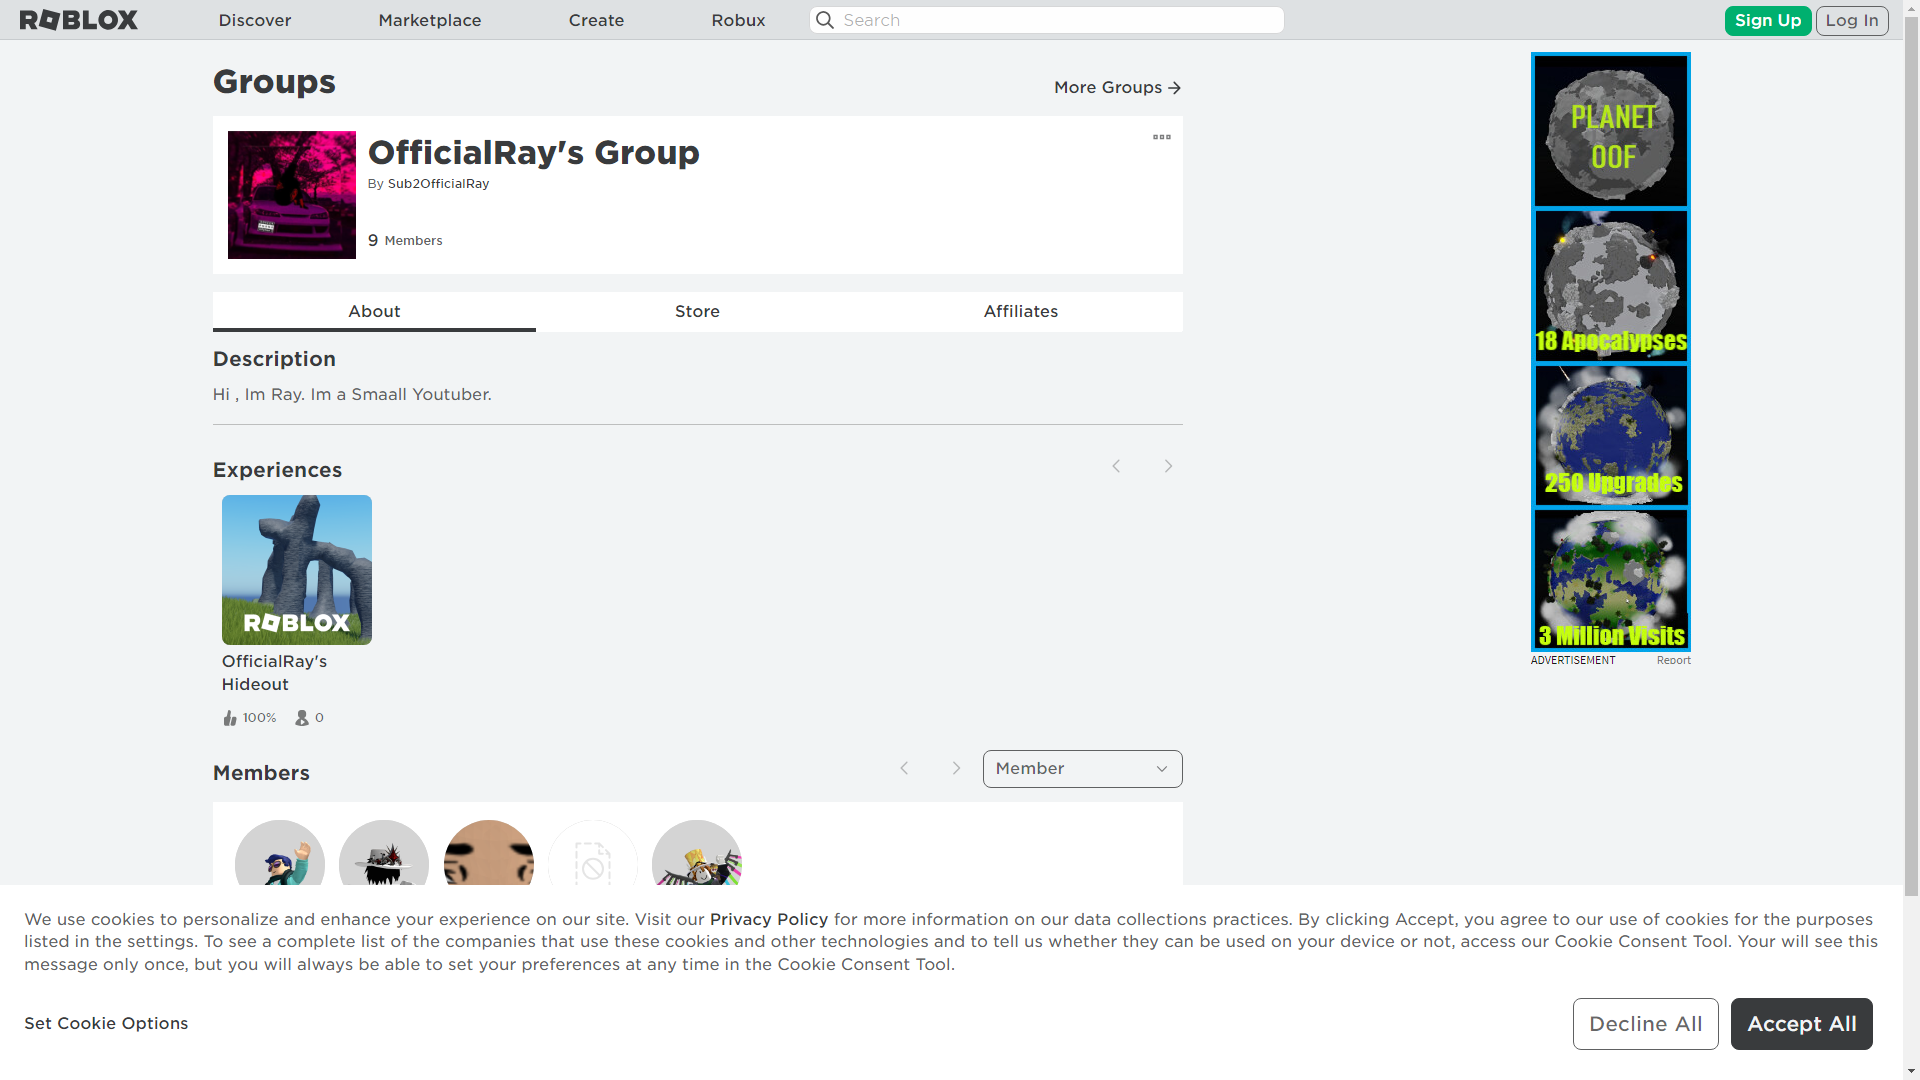 ROBLOX Discover Marketplace Create Robux Search Sign Up Log In
Groups
More Groups
OfficialRay's Group
By Sub2OfficialRay
9 Members
About Store Affiliates
Description
Hi , Im Ray. Im a Smaall Youtuber.
Experiences
ROBLOX
OfficialRay's
Hideout
100% 0
Members
Member
PLANET
OOF
18 Apocalypses
250 Upgrades
3 Million Visits
ADVERTISEMENT Report
We use cookies to personalize and enhance your experience on our site. Visit our Privacy Policy for more information on our data collections practices. By clicking Accept, you agree to our use of cookies for the purposes
listed in the settings. To see a complete list of the companies that use these cookies and other technologies and to tell us whether they can be used on your device or not, access our Cookie Consent Tool. Your will see this
message only once, but you will always be able to set your preferences at any time in the Cookie Consent Tool.
Set Cookie Options
Decline All
Accept All